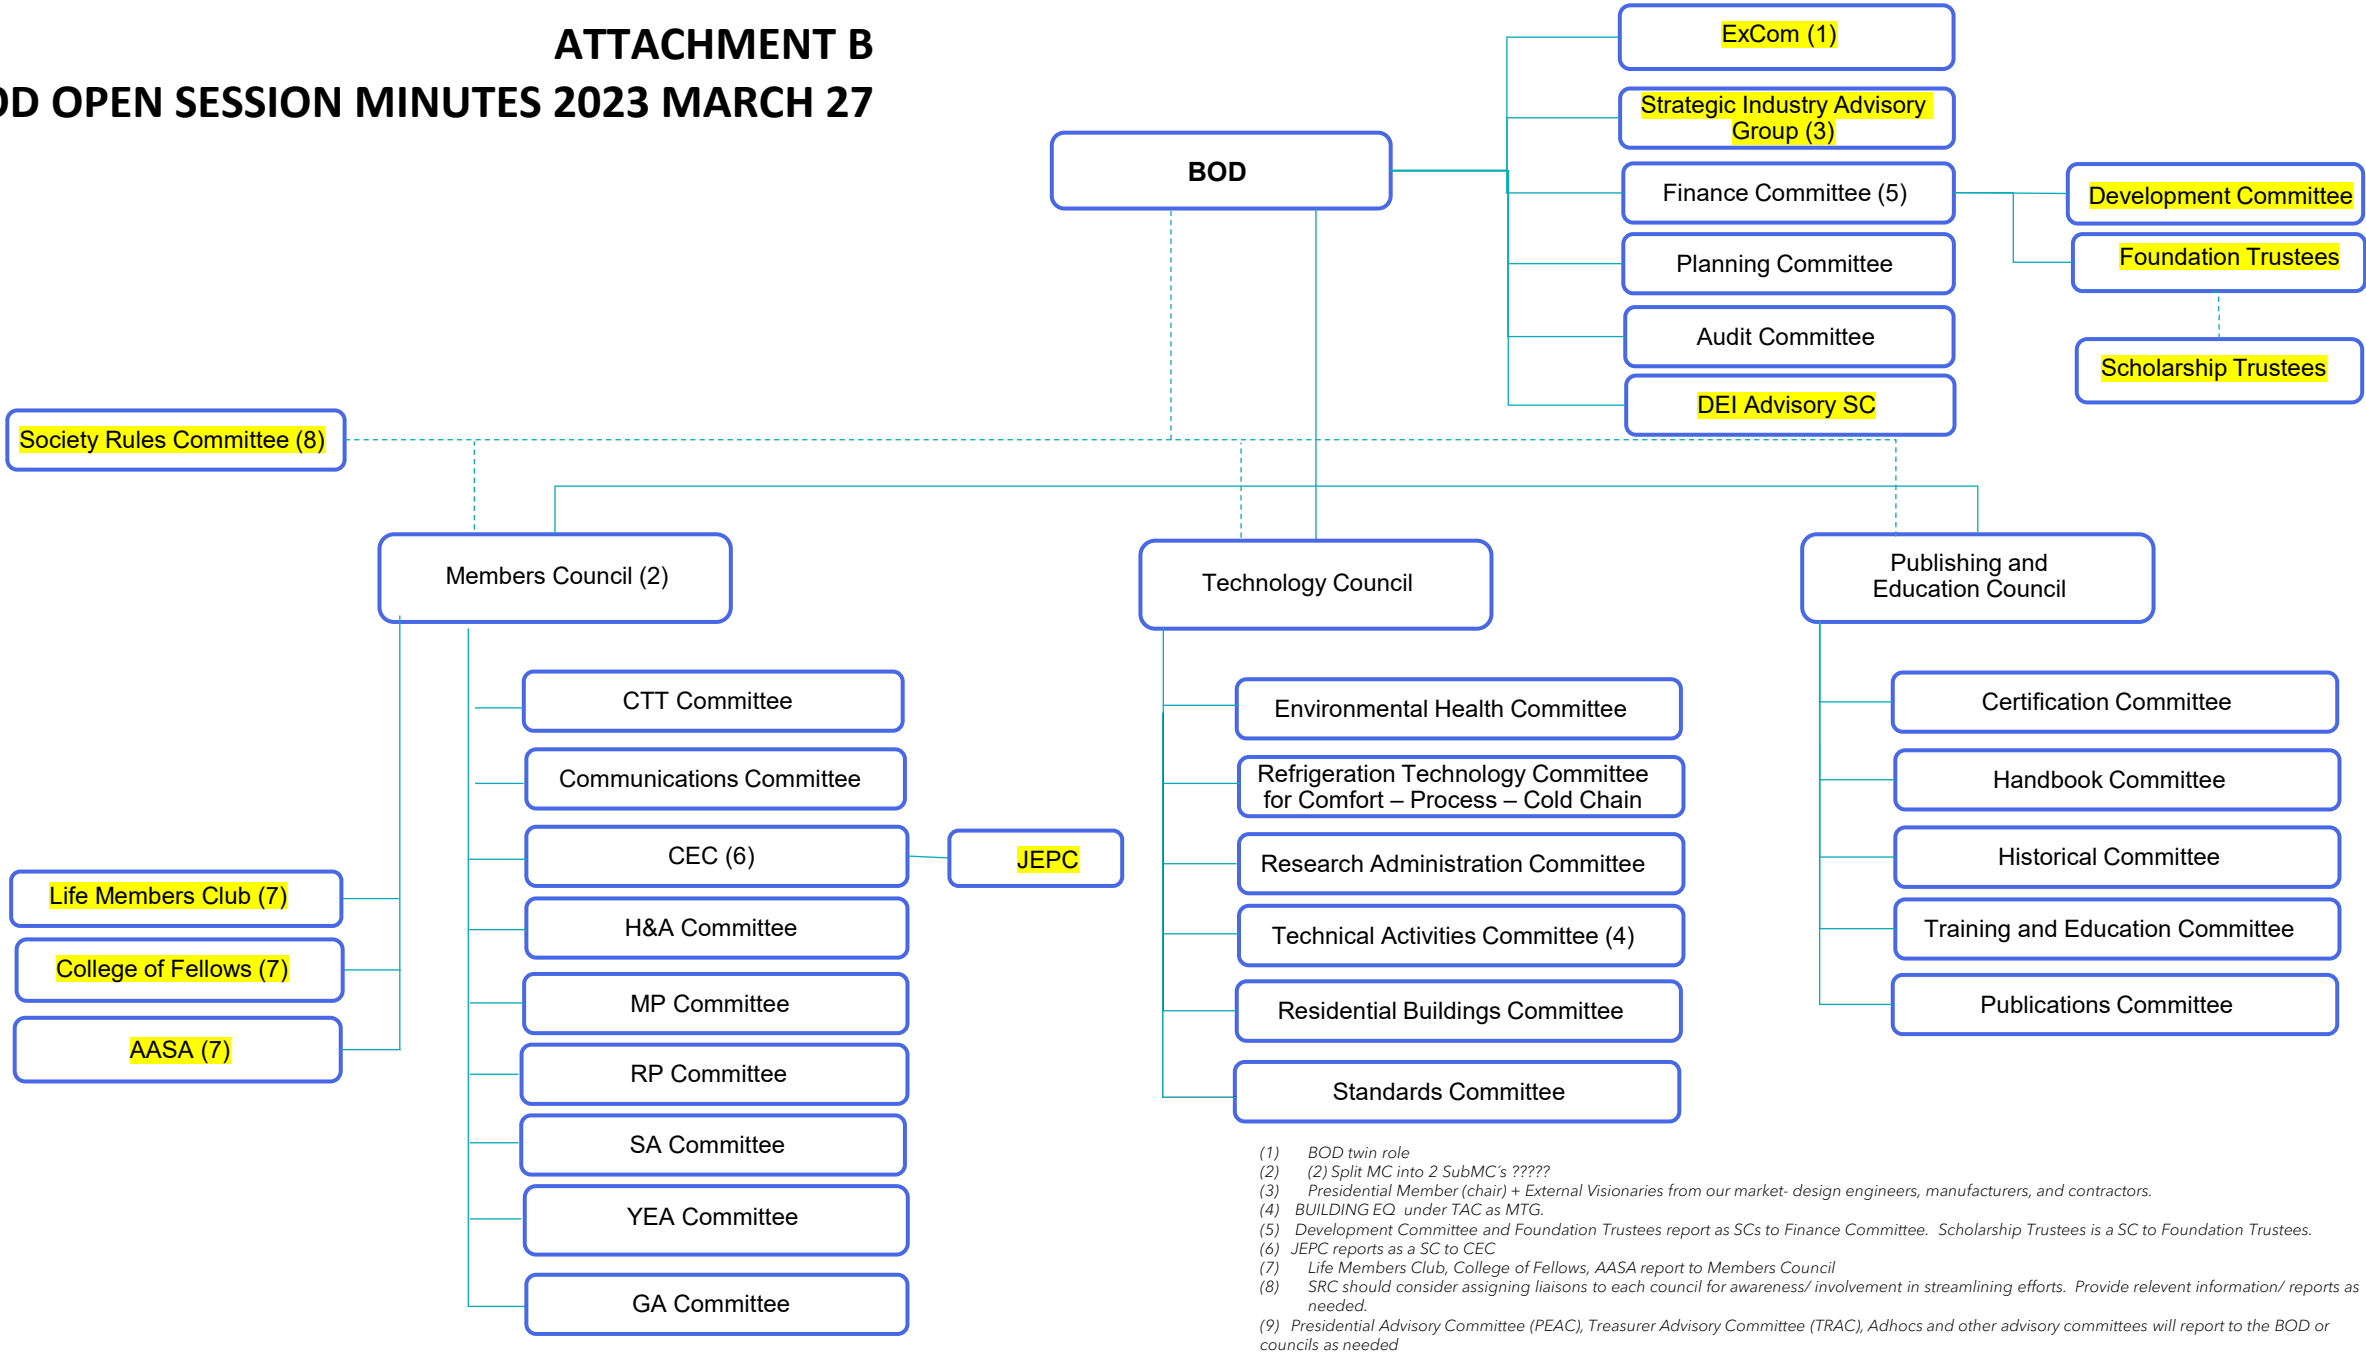 ATTACHMENT B
OD OPEN SESSION MINUTES 2023 MARCH 27
ExCom (1)
Strategic Industry Advisory
Group (3)
BOD
Finance Committee (5)
Development Committee
Planning Committee
Foundation Trustees
Audit Committee
Scholarship Trustees
DEI Advisory SC
Society Rules Committee (8)
Members Council (2)
Technology Council
Publishing and
Education Council
CTT Committee
Communications Committee
CEC (6)
JEPC
H&A Committee
MP Committee
RP Committee
SA Committee
YEA Committee
GA Committee
Life Members Club (7)
College of Fellows (7)
AASA (7)
Environmental Health Committee
Refrigeration Technology Committee
for Comfort – Process – Cold Chain
Research Administration Committee
Technical Activities Committee (4)
Residential Buildings Committee
Standards Committee
Certification Committee
Handbook Committee
Historical Committee
Training and Education Committee
Publications Committee
(1) BOD twin role
(2) (2) Split MC into 2 SubMC´s ?????
(3) Presidential Member (chair) + External Visionaries from our market- design engineers, manufacturers, and contractors.
(4) BUILDING EQ under TAC as MTG.
(5) Development Committee and Foundation Trustees report as SCs to Finance Committee. Scholarship Trustees is a SC to Foundation Trustees.
(6) JEPC reports as a SC to CEC
(7) Life Members Club, College of Fellows, AASA report to Members Council
(8) SRC should consider assigning liaisons to each council for awareness/ involvement in streamlining efforts. Provide relevent information/ reports as
needed.
(9) Presidential Advisory Committee (PEAC), Treasurer Advisory Committee (TRAC), Adhocs and other advisory committees will report to the BOD or
councils as needed